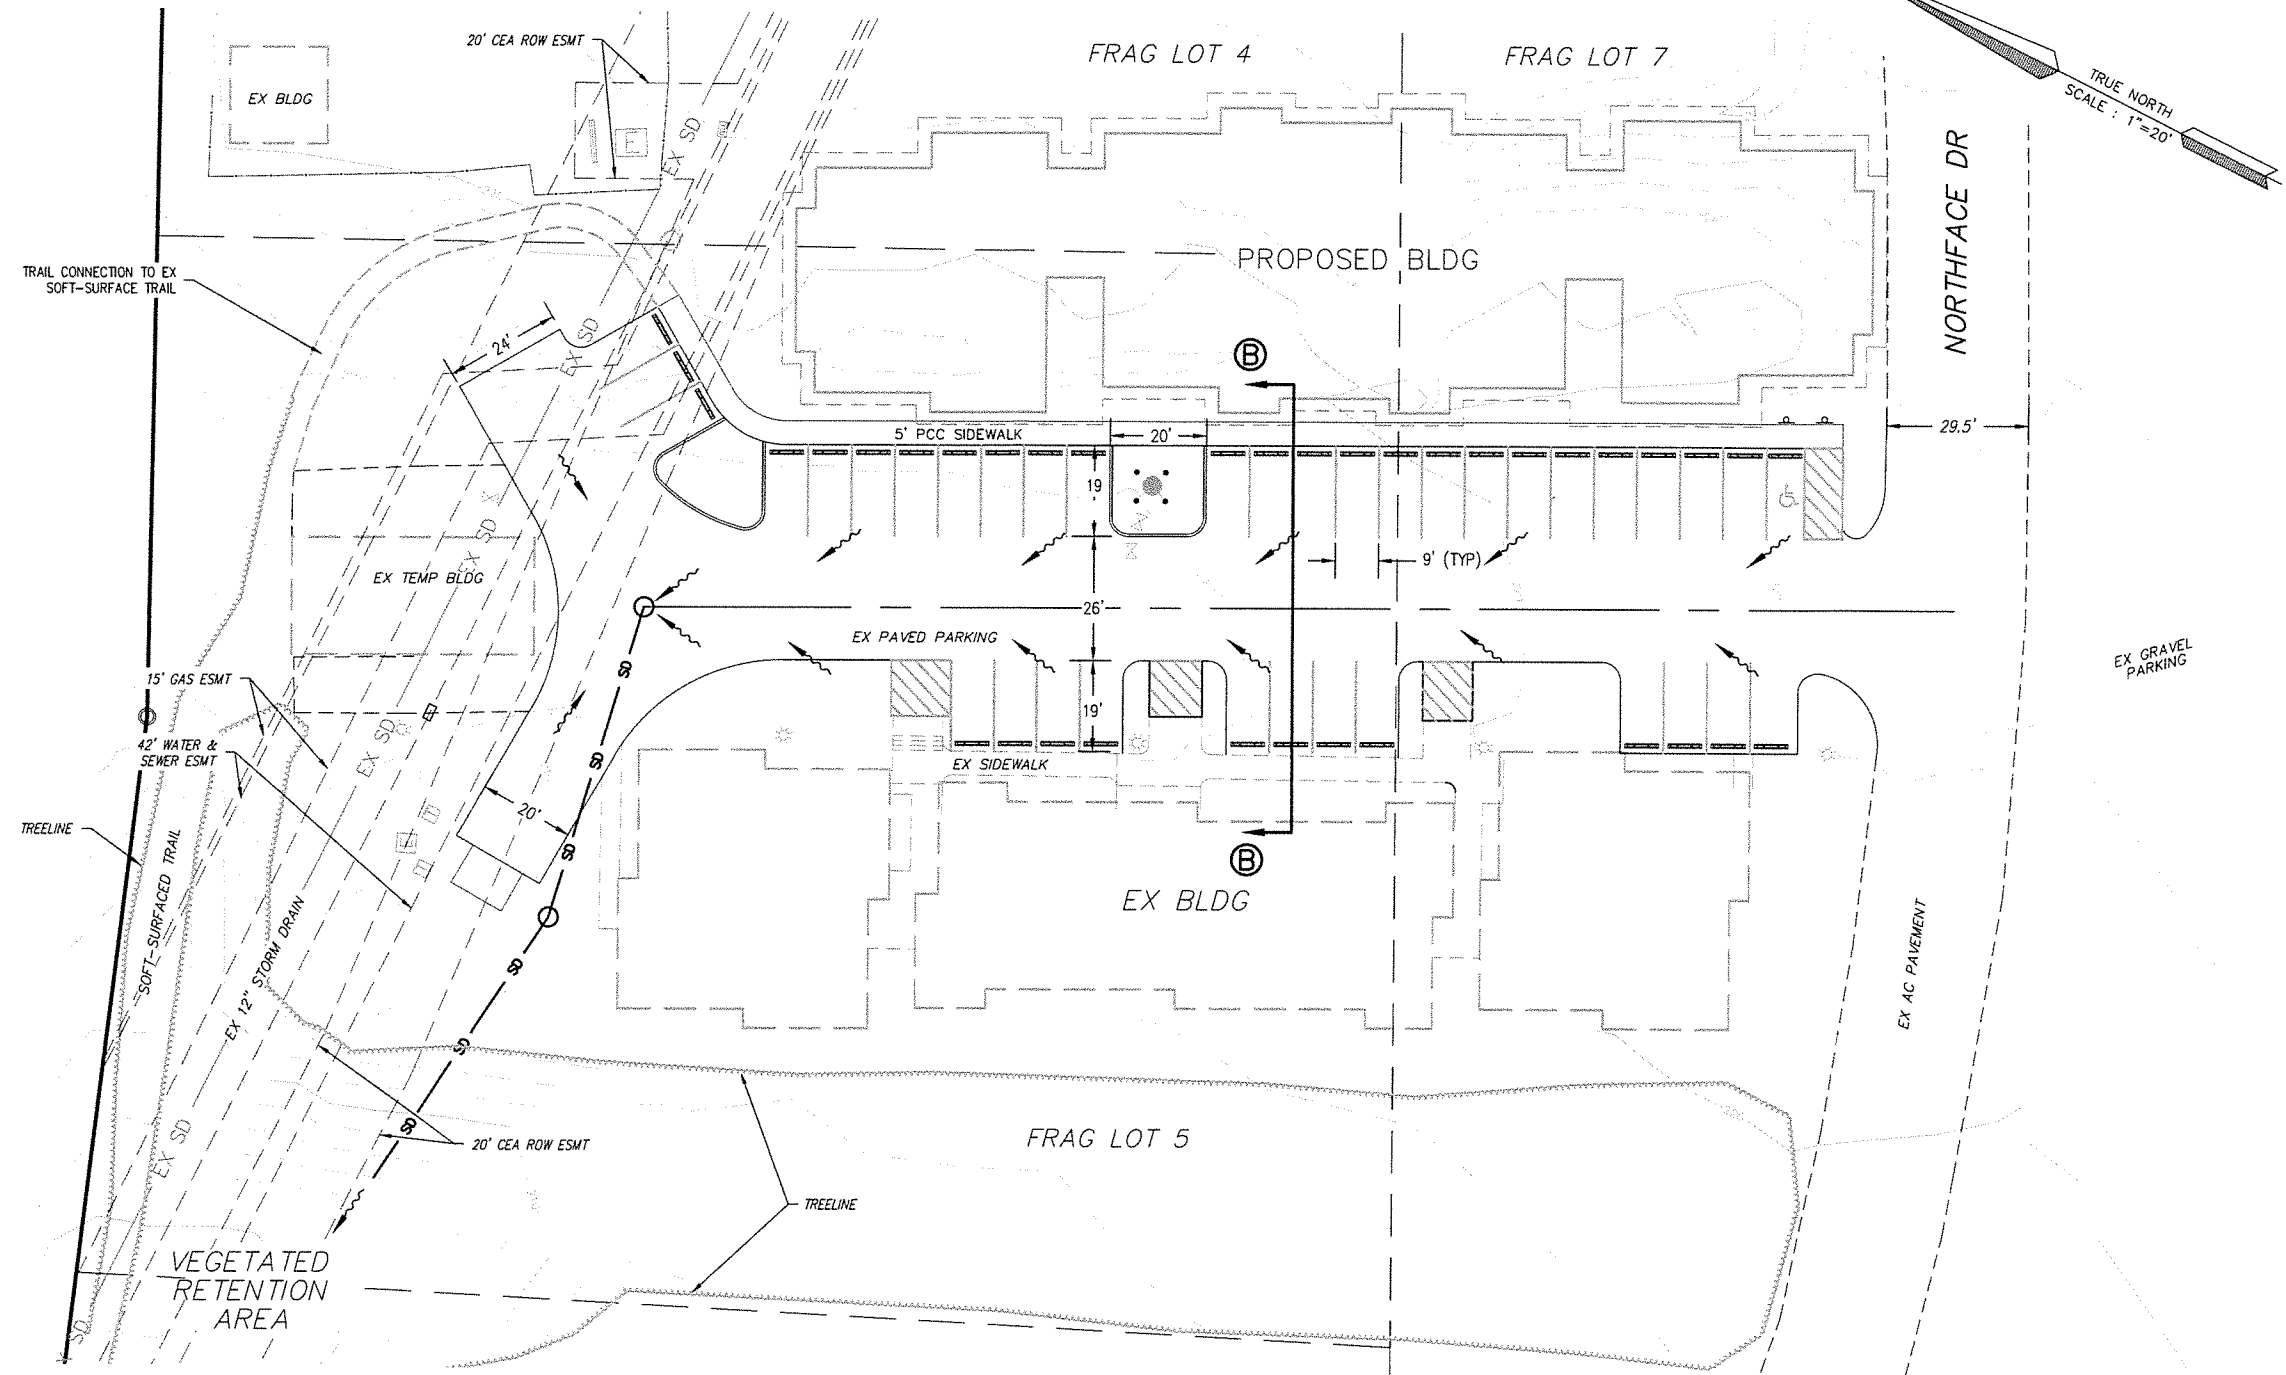 20' CEA ROW ESMT
FRAG LOT 4
FRAG LOT 7
TRUE NORTH
SCALE : 1"=20'
EX BLDG
EX SD
NORTHFACE DR
PROPOSED BLDG
TRAIL CONNECTION TO EX
SOFT-SURFACE TRAIL
24'
EX SD
EX SD
B
5' PCC SIDEWALK
20'
29.5'
19
EX SD
EX SD
9' (TYP)
EX TEMP BLDG
26'
EX PAVED PARKING
SD
EX GRAVEL
PARKING
15' GAS ESMT
19'
42' WATER &
SEWER ESMT
EX SD
SD
EX SIDEWALK
20'
TREELINE
SD
B
SOFT-SURFACED TRAIL
EX BLDG
EX 12" STORM DRAIN
EX AC PAVEMENT
SD
SD
SD
EX SD
20' CEA ROW ESMT
FRAG LOT 5
TREELINE
VEGETATED
RETENTION
AREA
SD